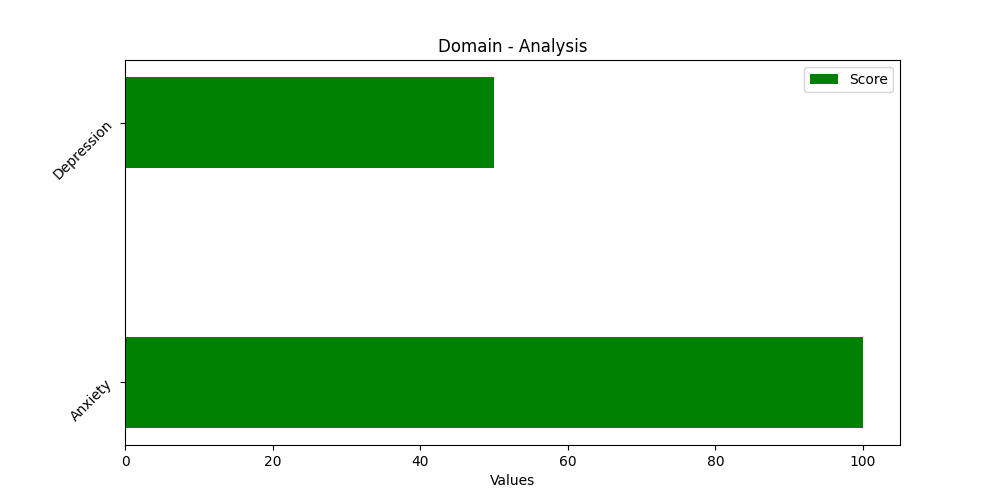 Domain - Analysis
Score
Depression
Anxiety
0 20 40 60 80 100
Values